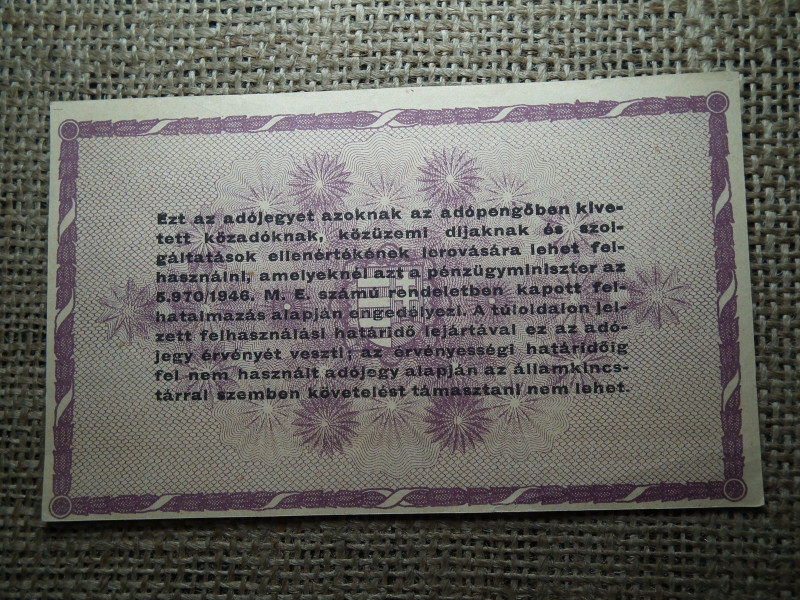 Ezt az adójegyet azoknak az adópengőben kive-
tett közadóknak, közüzemi díjaknak és szol-
gáltatások ellenértékének lerovására lehet fel-
használni, amelyeknél azt a pénzügyminiszter az
5.970/1946. M. E. számú rendeletben kapott fel-
hatalmazás alapján engedélyezi. A túloldalon jel-
zett felhasználási határidő lejártával ez az adó-
jegy érvényét veszti; az érvényességi határidőig
fel nem használt adójegy alapján az államkincs-
tárral szemben követelést támasztani nem lehet.